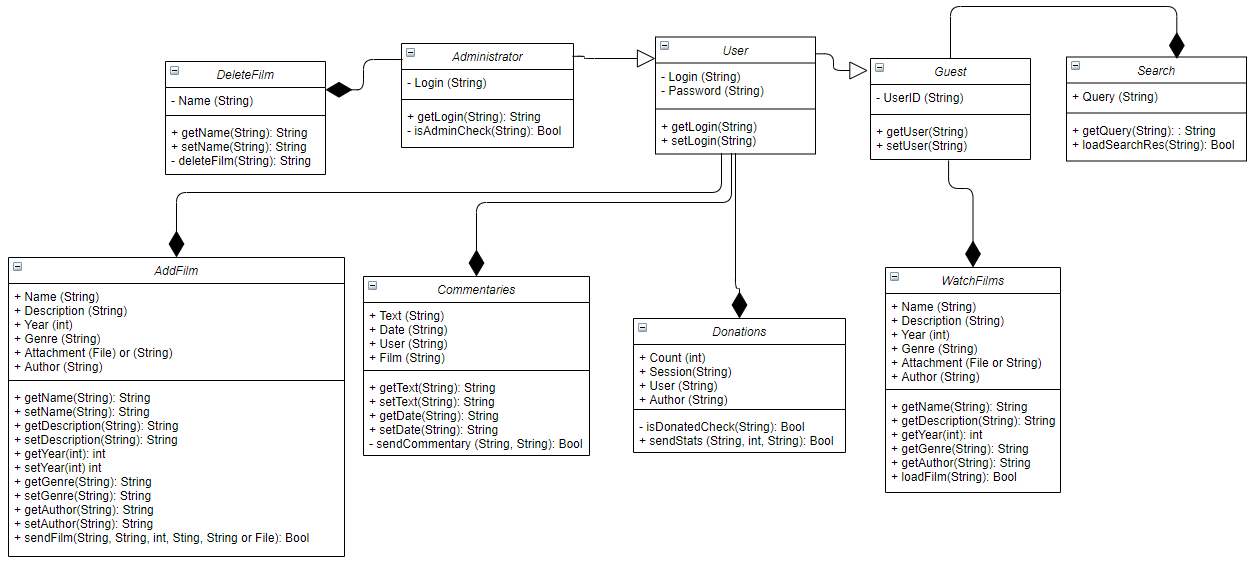 DeleteFilm
- Name (String)
+ getName(String): String
+ setName(String): String
- deleteFilm(String): String
Administrator
- Login (String)
+ getLogin(String): String
- isAdminCheck(String): Bool
User
- Login (String)
- Password (String)
+ getLogin(String)
+ setLogin(String)
Guest
- UserID (String)
+ getUser(String)
+ setUser(String)
Search
+ Query (String)
+ getQuery(String): : String
+ loadSearchRes(String): Bool
AddFilm
+ Name (String)
+ Description (String)
+ Year (int)
+ Genre (String)
+ Attachment (File) or (String)
+ Author (String)
+ getName(String): String
+ setName(String): String
+ getDescription(String): String
+ setDescription(String): String
+ getYear(int): int
+ setYear(int) int
+ getGenre(String): String
+ setGenre(String): String
+ getAuthor(String): String
+ setAuthor(String): String
+ sendFilm(String, String, int, Sting, String or File): Bool
Commentaries
+ Text (String)
+ Date (String)
+ User (String)
+ Film (String)
+ getText(String): String
+ setText(String): String
+ getDate(String): String
+ setDate(String): String
- sendCommentary (String, String): Bool
Donations
+ Count (int)
+ Session(String)
+ User (String)
+ Author (String)
- isDonatedCheck(String): Bool
+ sendStats (String, int, String): Bool
WatchFilms
+ Name (String)
+ Description (String)
+ Year (int)
+ Genre (String)
+ Attachment (File or String)
+ Author (String)
+ getName(String): String
+ getDescription(String): String
+ getYear(int): int
+ getGenre(String): String
+ getAuthor(String): String
+ loadFilm(String): Bool